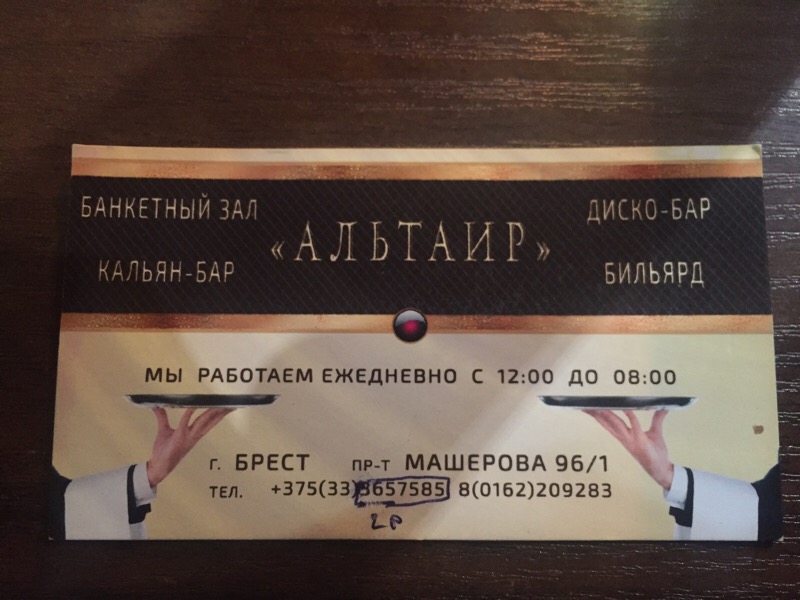 БАНКЕТНЫЙ ЗАЛ
КАЛЬЯН-БАР
«АЛЬТАИР»
ДИСКО-БАР
БИЛЬЯРД
МЫ РАБОТАЕМ ЕЖЕДНЕВНО С 12:00 ДО 08:00
Г. БРЕСТ ПР-Т МАШЕРОВА 96/1
ТЕЛ. +375(33)3657585 8(0162)209283